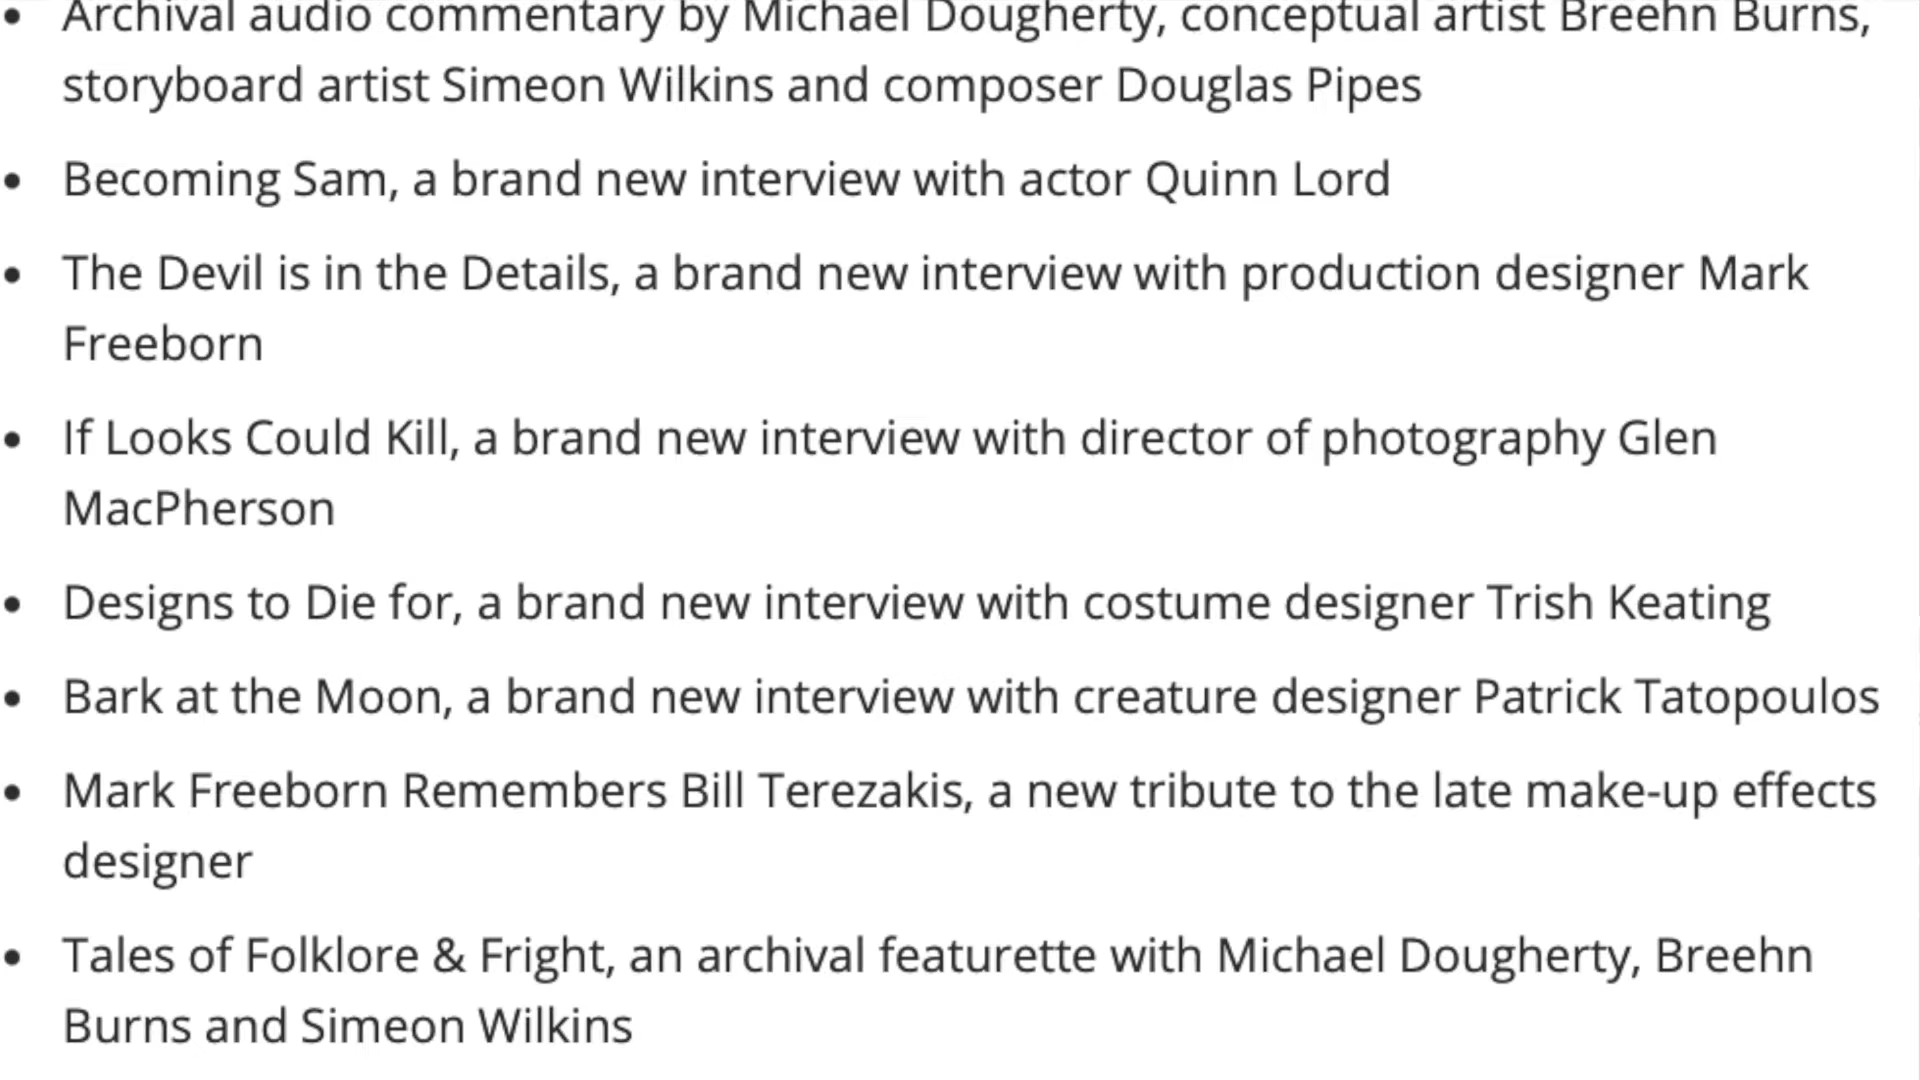 • Archival audio commentary by Michael Dougherty, conceptual artist Breehn Burns,
storyboard artist Simeon Wilkins and composer Douglas Pipes
• Becoming Sam, a brand new interview with actor Quinn Lord
• The Devil is in the Details, a brand new interview with production designer Mark
Freeborn
• If Looks Could Kill, a brand new interview with director of photography Glen
MacPherson
• Designs to Die for, a brand new interview with costume designer Trish Keating
• Bark at the Moon, a brand new interview with creature designer Patrick Tatopoulos
• Mark Freeborn Remembers Bill Terezakis, a new tribute to the late make-up effects
designer
• Tales of Folklore & Fright, an archival featurette with Michael Dougherty, Breehn
Burns and Simeon Wilkins